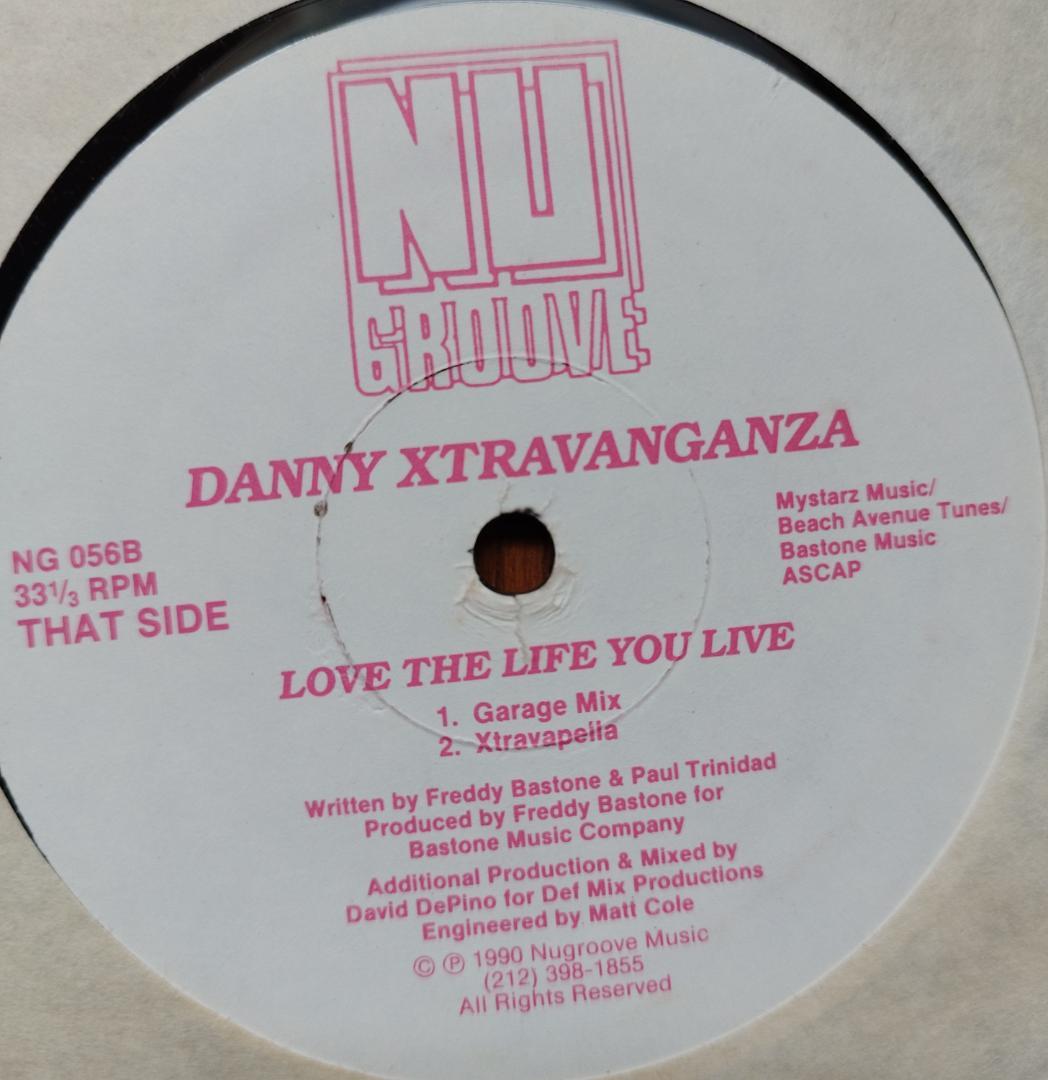 NU
GROOVE
DANNY XTRAVANGANZA
Mystarz Music/
Beach Avenue Tunes/
Bastone Music
ASCAP
NG 056B
33⅓ RPM
THAT SIDE
LOVE THE LIFE YOU LIVE
1. Garage Mix
2. Xtravapella
Written by Freddy Bastone & Paul Trinidad
Produced by Freddy Bastone for
Bastone Music Company
Additional Production & Mixed by
David DePino for Def Mix Productions
Engineered by Matt Cole
© ℗ 1990 Nugroove Music
(212) 398-1855
All Rights Reserved